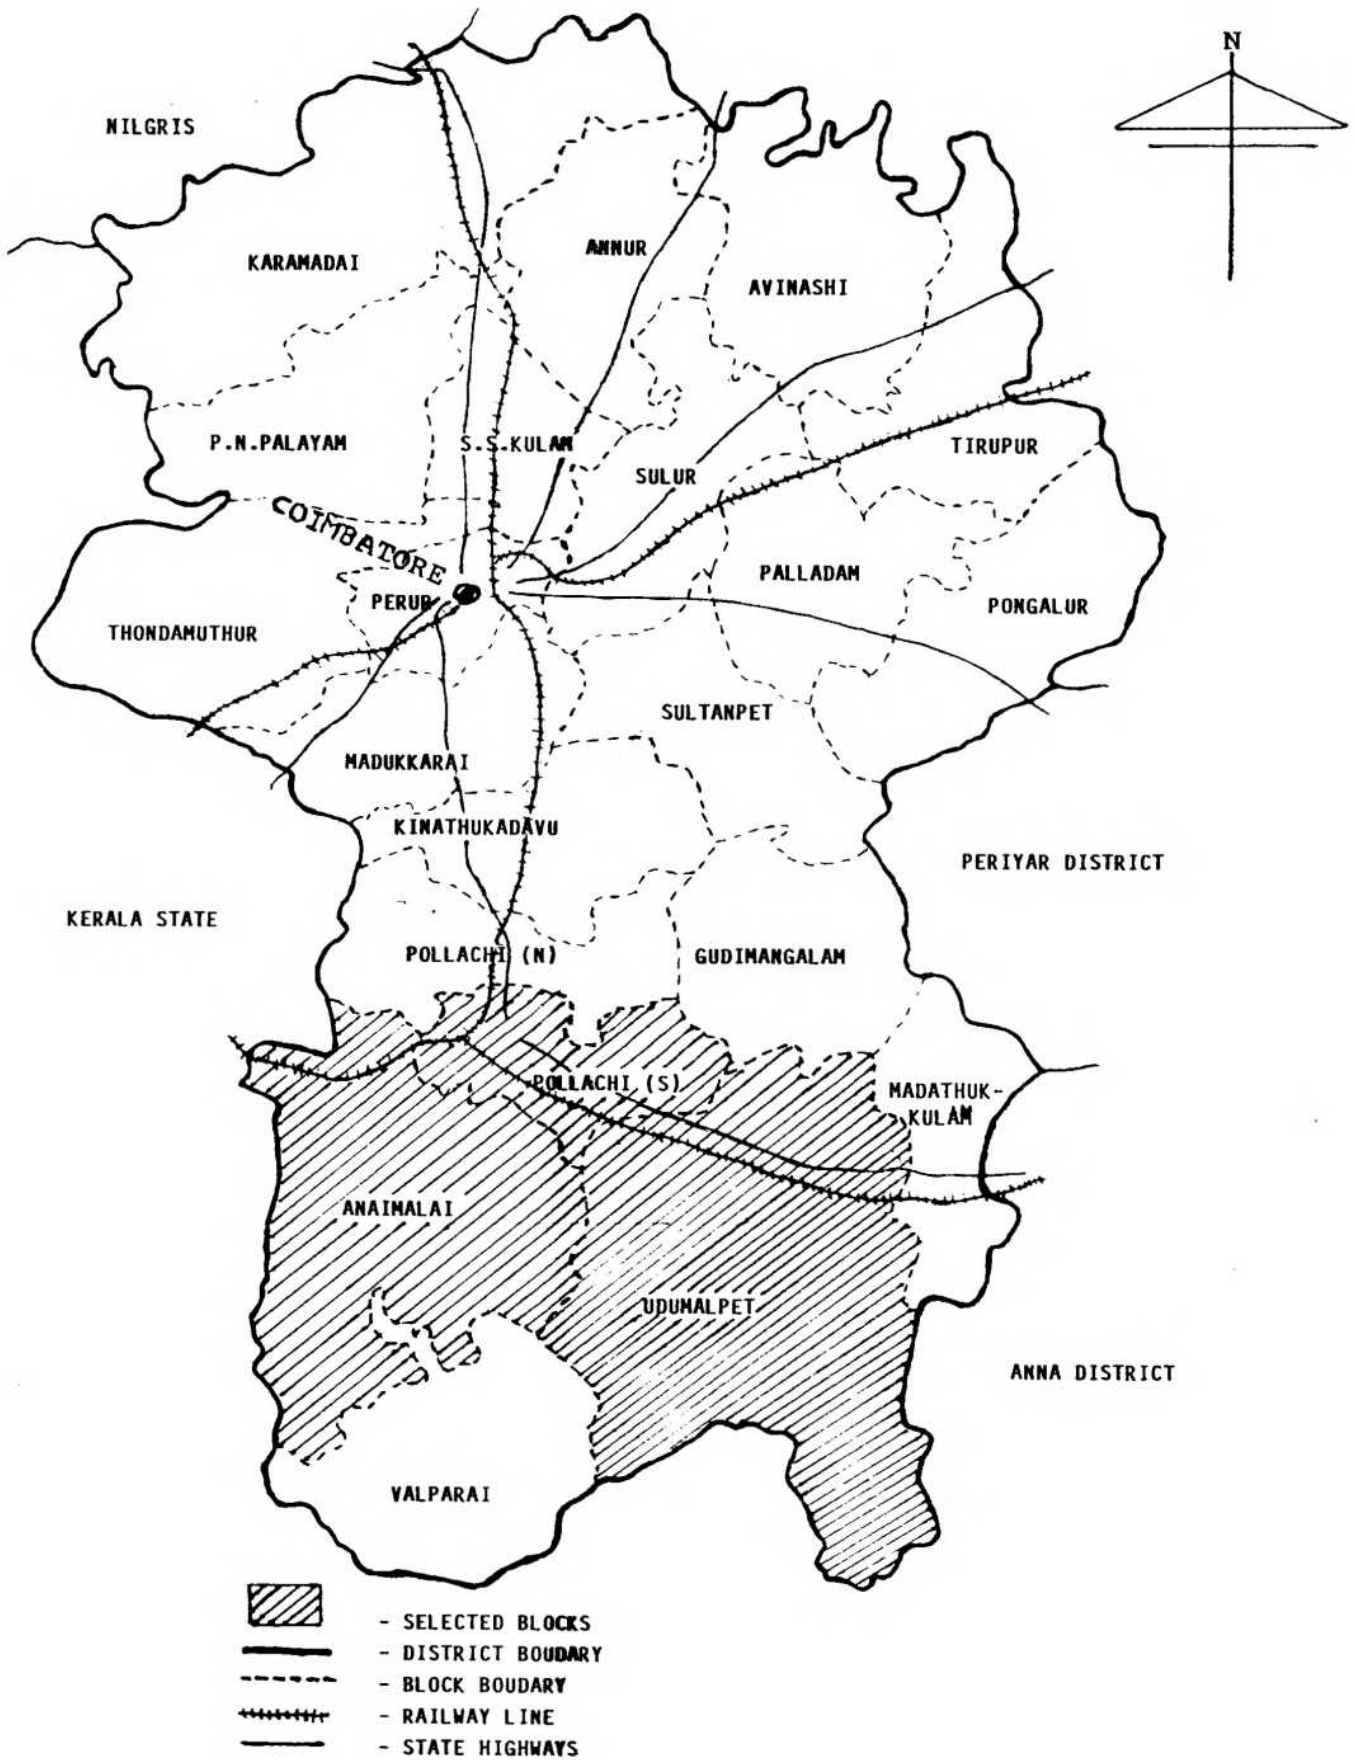 N
NILGRIS
KARAMADAI
ANNUR
AVINASHI
P.N.PALAYAM
S.S.KULAM
SULUR
TIRUPUR
COIMBATORE
PERUR
PALLADAM
PONGALUR
THONDAMUTHUR
SULTANPET
MADUKKARAI
KINATHUKADAVU
PERIYAR DISTRICT
KERALA STATE
POLLACHI (N)
GUDIMANGALAM
POLLACHI (S)
MADATHUK-
KULAM
ANAIMALAI
UDUMALPET
ANNA DISTRICT
VALPARAI
- SELECTED BLOCKS
- DISTRICT BOUDARY
- BLOCK BOUDARY
- RAILWAY LINE
- STATE HIGHWAYS